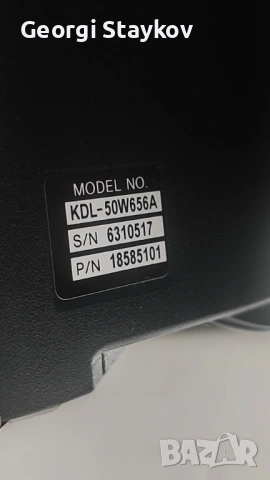 Georgi Staykov
MODEL NO.
KDL-50W656A
S/N 6310517
P/N 18585101
BAZAR